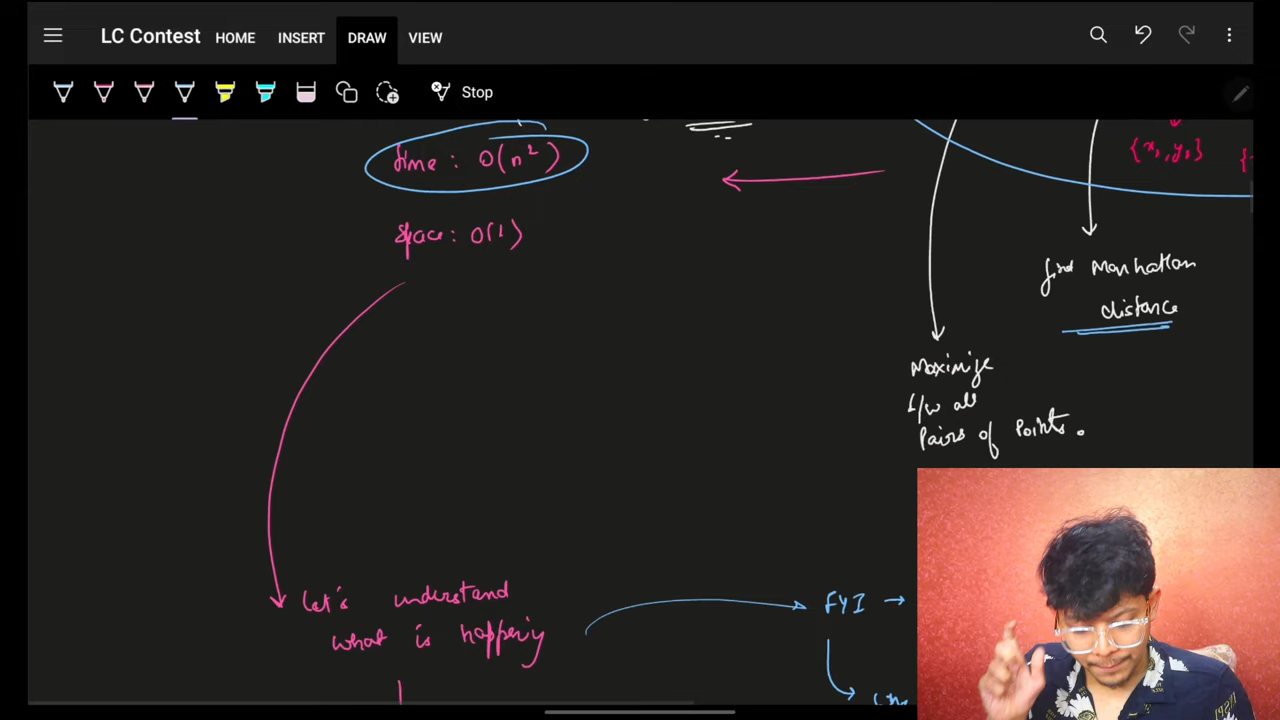 LC Contest HOME INSERT DRAW VIEW
Stop
time : O(n²)
space : O(1)
{x₁, y₁} {
find Manhattan
distance
Maximize
b/w all
pairs of points.
let's understand
what is happeniy
FYI →